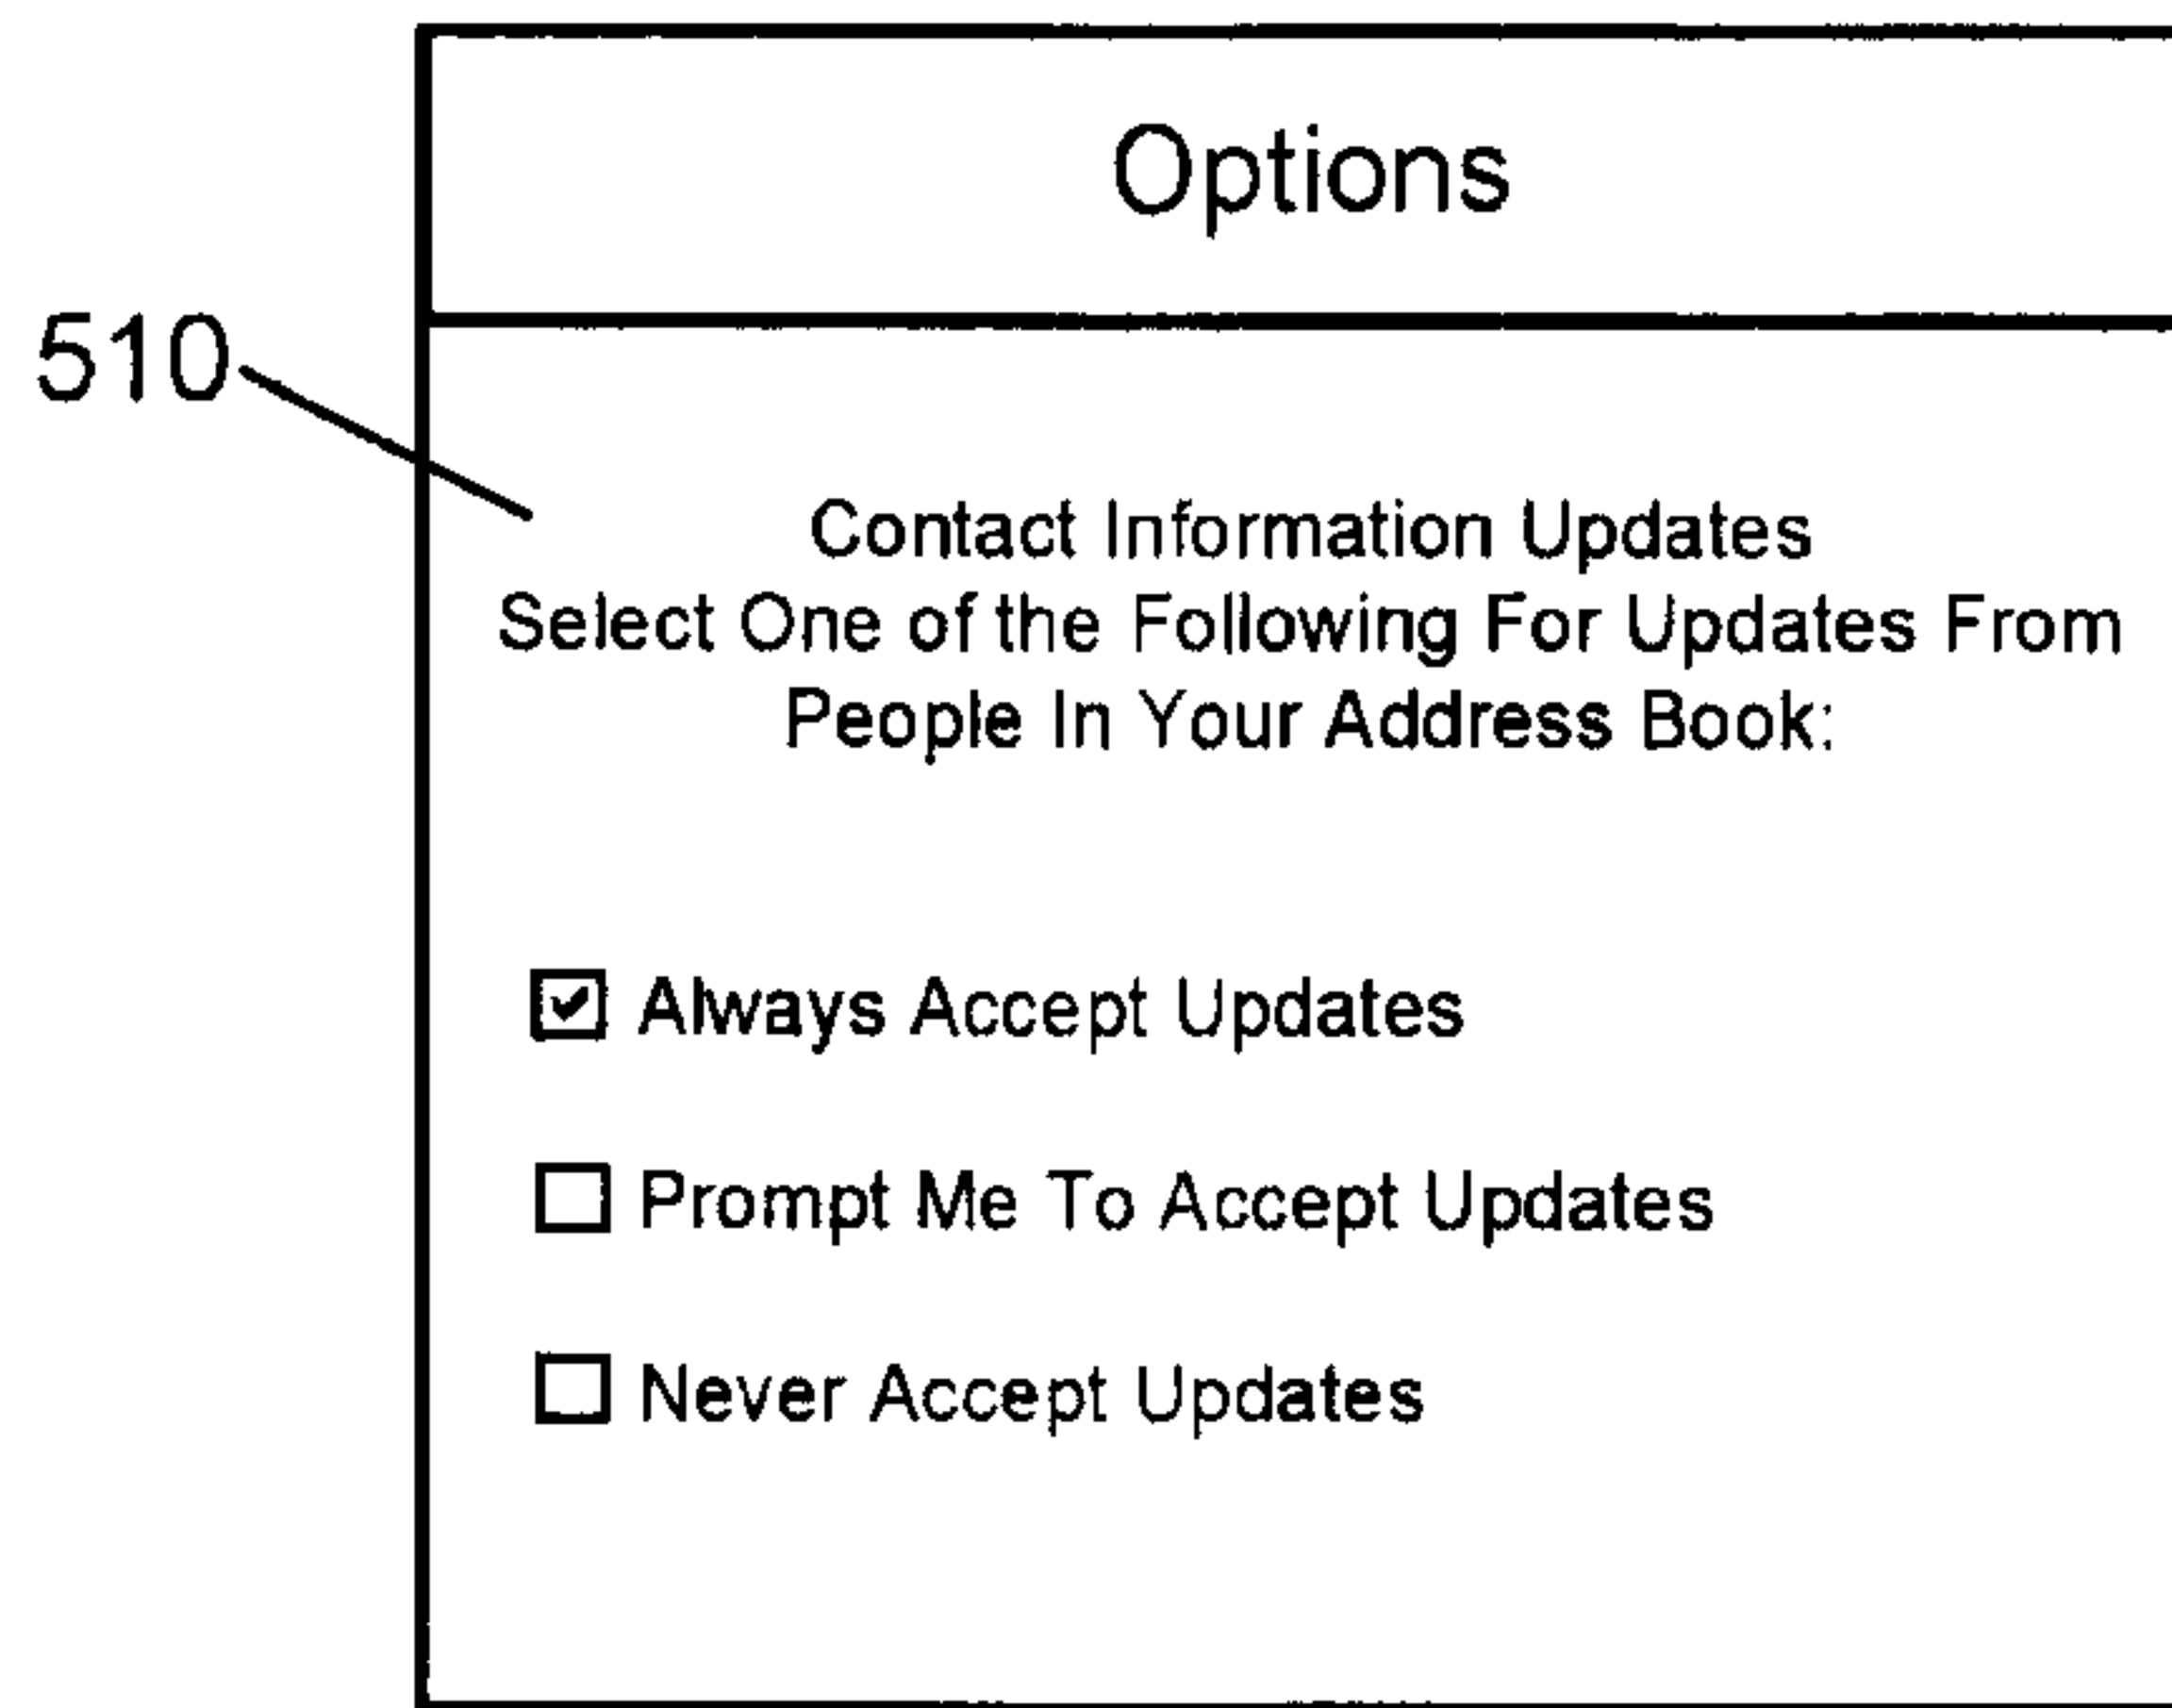 Options
510
Contact Information Updates
Select One of the Following For Updates From
People In Your Address Book:
Always Accept Updates
Prompt Me To Accept Updates
Never Accept Updates